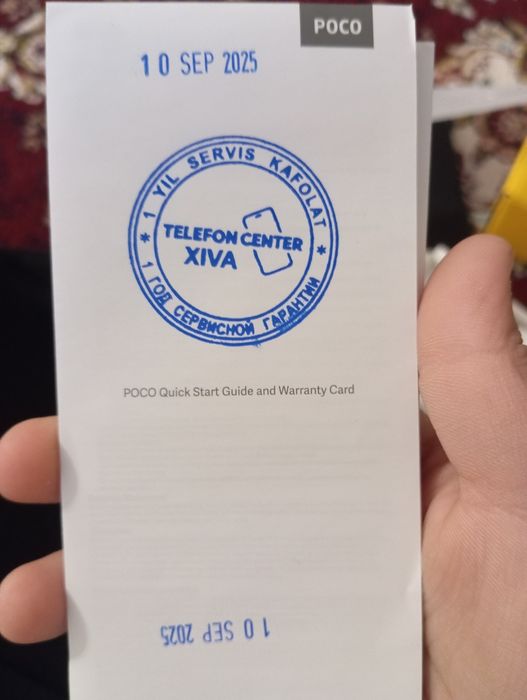 POCO
10 SEP 2025
* 1 YIL SERVIS KAFOLAT *
TELEFON CENTER
XIVA
1 ГОД СЕРВИСНОЙ ГАРАНТИИ
POCO Quick Start Guide and Warranty Card
10 SEP 2025